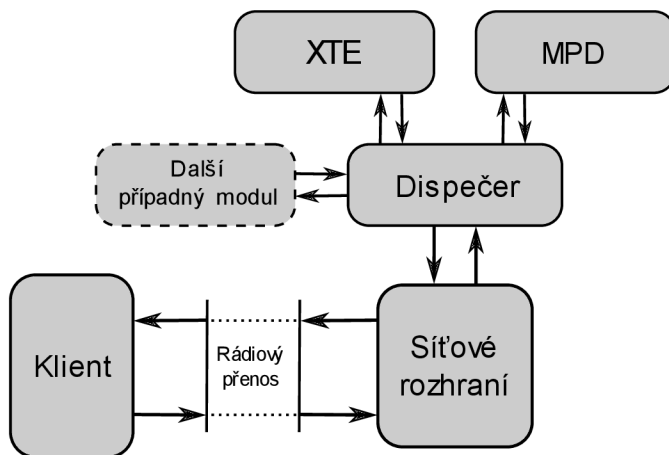 XTE
MPD
Další
případný modul
Dispečer
Klient
Rádiový
přenos
Síťové
rozhraní